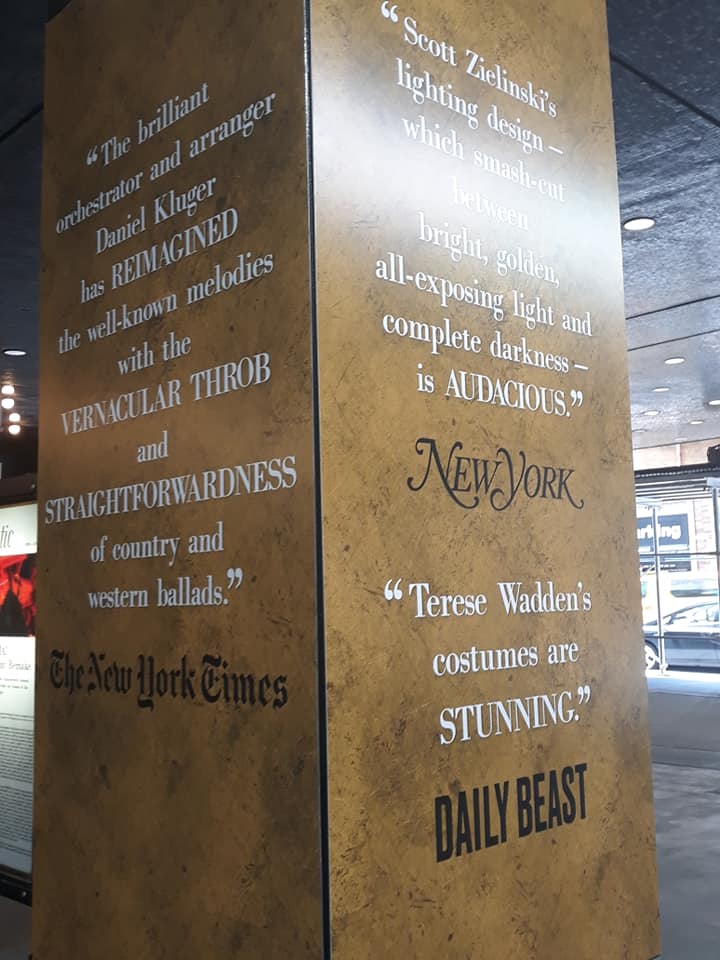 “The brilliant
orchestrator and arranger
Daniel Kluger
has REIMAGINED
the well-known melodies
with the
VERNACULAR THROB
and
STRAIGHTFORWARDNESS
of country and
western ballads.”
The New York Times
“Scott Zielinski’s
lighting design –
which smash-cut
between
bright, golden,
all-exposing light and
complete darkness –
is AUDACIOUS.”
NEW YORK
“Terese Wadden’s
costumes are
STUNNING.”
DAILY BEAST